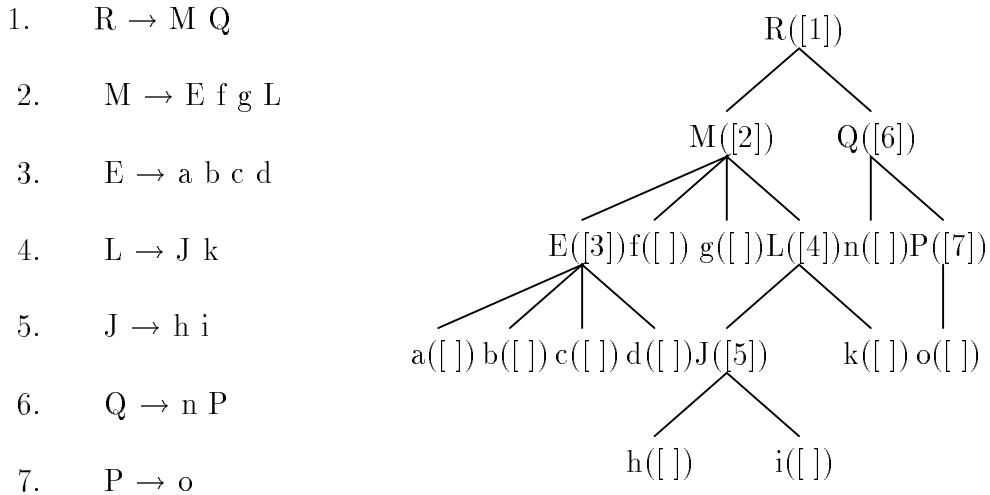 1. R → M Q
2. M → E f g L
3. E → a b c d
4. L → J k
5. J → h i
6. Q → n P
7. P → o
R([1])
M([2]) Q([6])
E([3]) f([ ]) g([ ]) L([4]) n([ ]) P([7])
a([ ]) b([ ]) c([ ]) d([ ]) J([5]) k([ ]) o([ ])
h([ ]) i([ ])